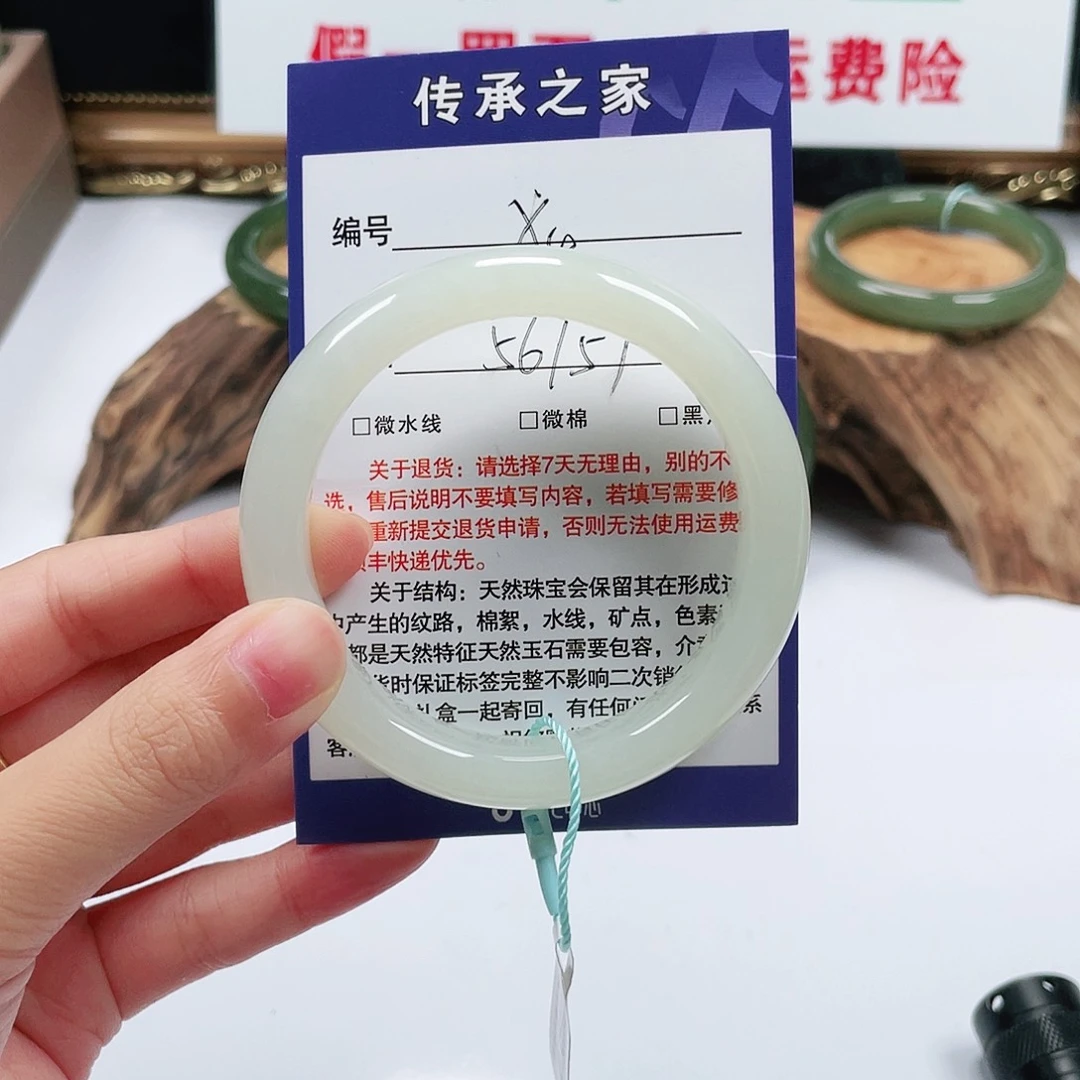 假一
运费险
传承之家
编号
56/51
□微水线 □微棉 □黑
关于退货：请选择7天无理由，别的不
选，售后说明不要填写内容，若填写需要修
重新提交退货申请，否则无法使用运费
丰快递优先。
关于结构：天然珠宝会保留其在形成
产生的纹路，棉絮，水线，矿点，色素
都是天然特征天然玉石需要包容，介
货时保证标签完整不影响二次销
礼盒一起寄回，有任何 系
客